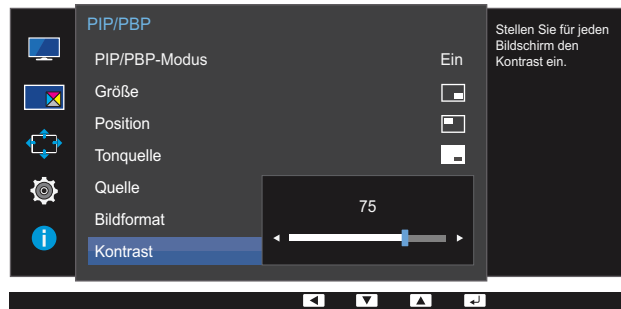 PIP/PBP
PIP/PBP-Modus Ein
Größe
Position
Tonquelle
Quelle
Bildformat
Kontrast
75
Stellen Sie für jeden
Bildschirm den
Kontrast ein.